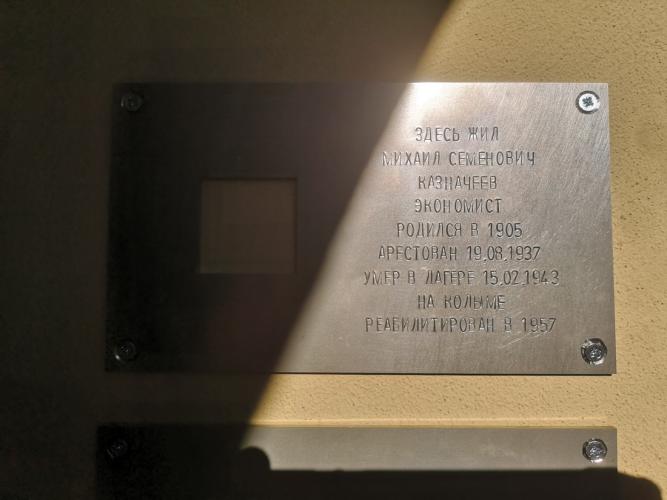 ЗДЕСЬ ЖИЛ
МИХАИЛ СЕМЕНОВИЧ
КАЗНАЧЕЕВ
ЭКОНОМИСТ
РОДИЛСЯ В 1905
АРЕСТОВАН 19.08.1937
УМЕР В ЛАГЕРЕ 15.02.1943
НА КОЛЫМЕ
РЕАБИЛИТИРОВАН В 1957